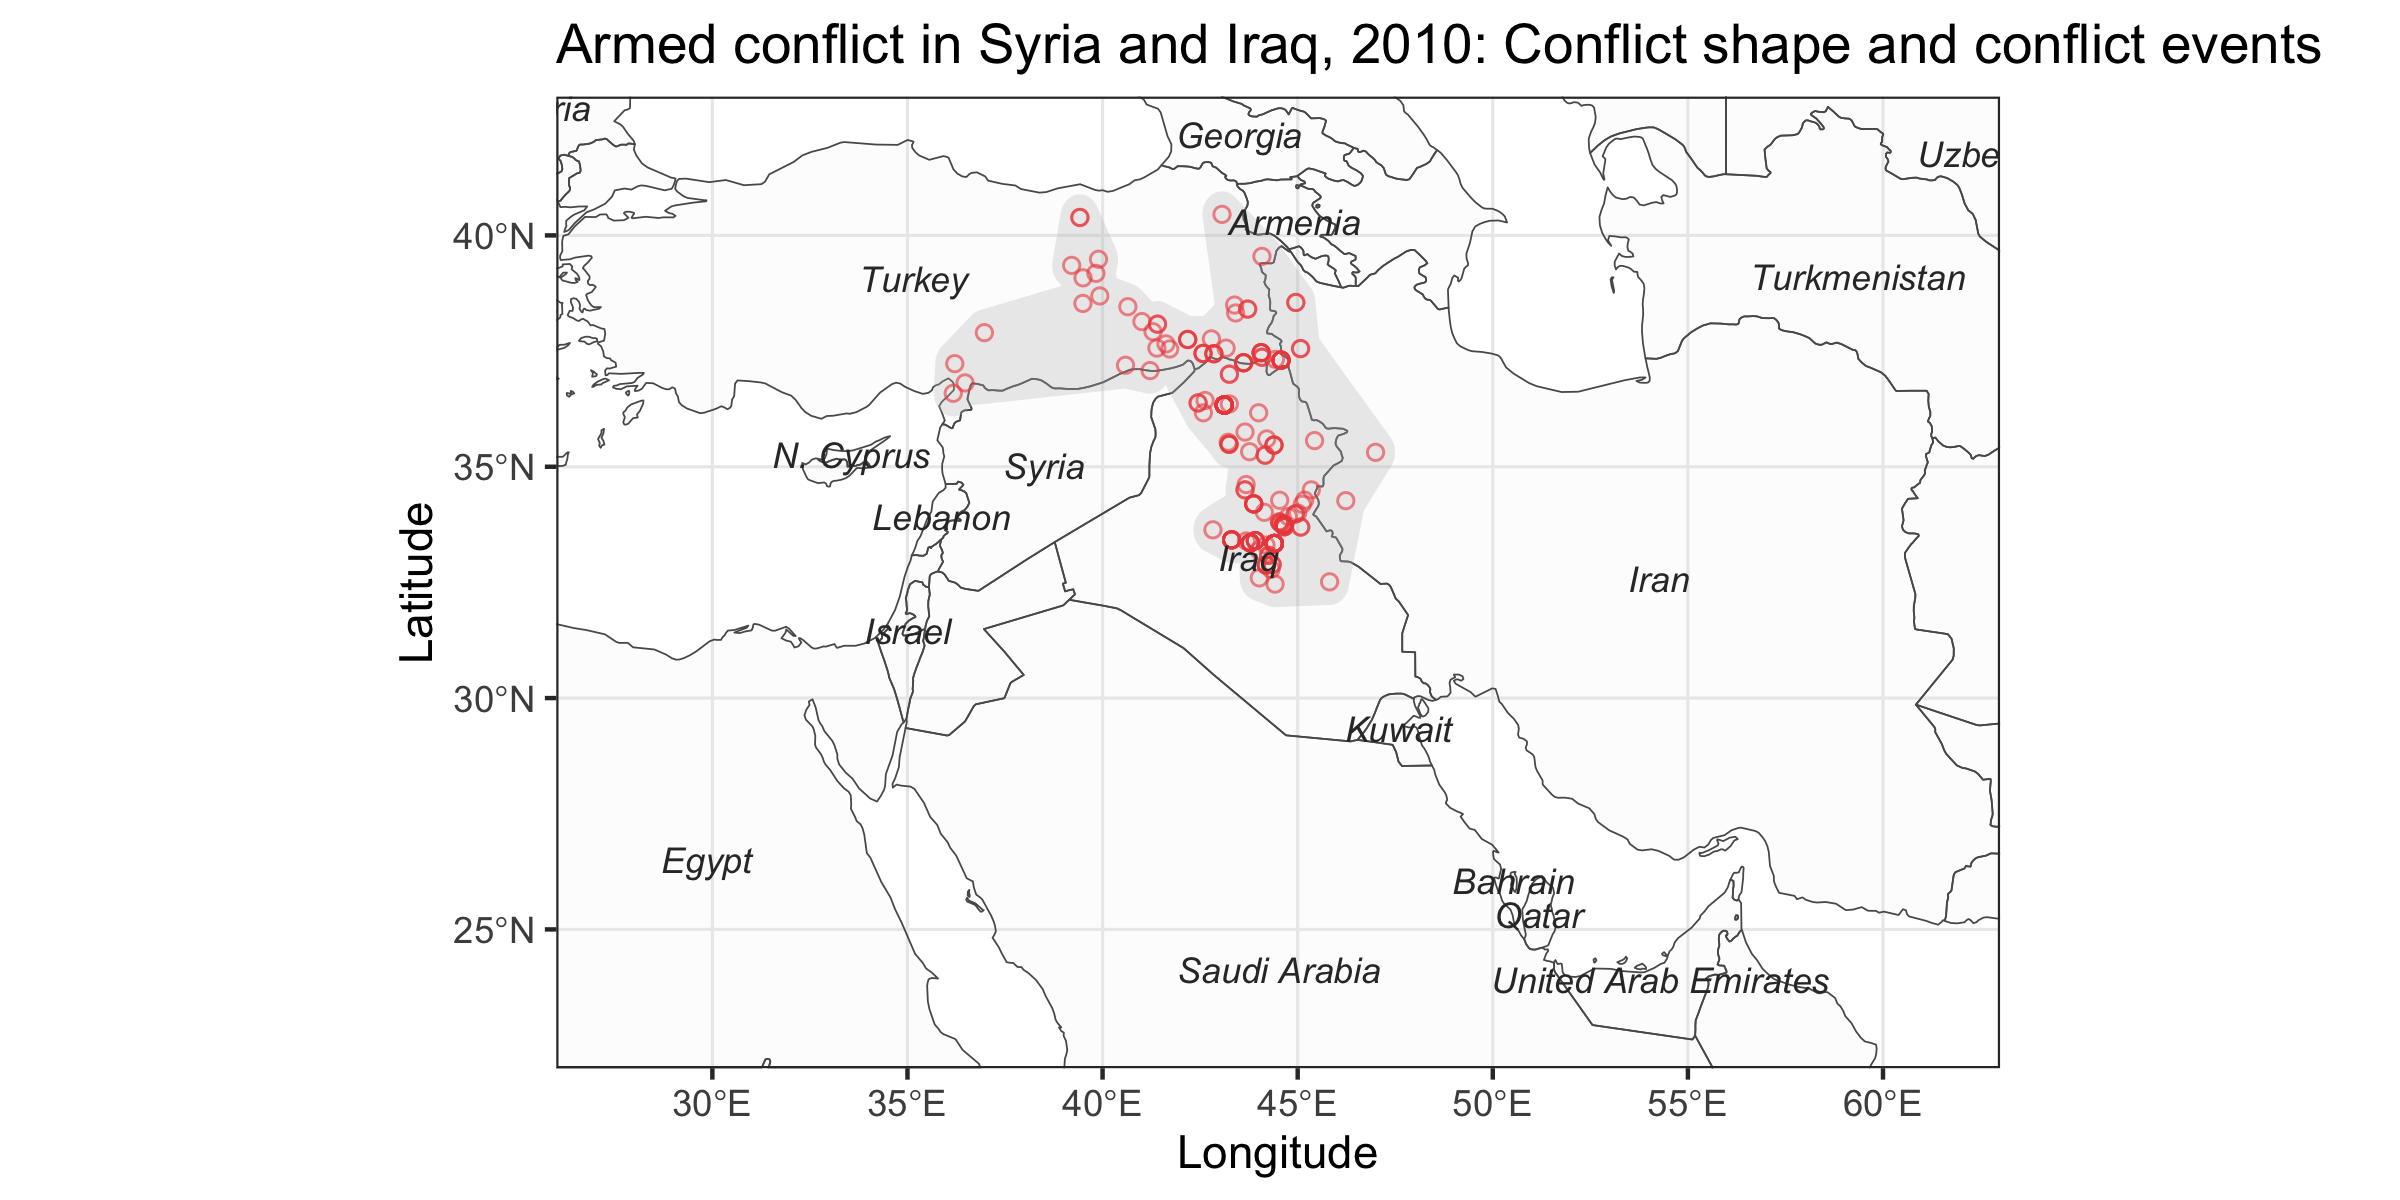 Armed conflict in Syria and Iraq, 2010: Conflict shape and conflict events
ria
Georgia
Uzbe
40°N
Armenia
Turkey
Turkmenistan
35°N
N. Cyprus
Syria
Lebanon
Iraq
Iran
Latitude
Israel
30°N
Kuwait
Egypt
Bahrain
Qatar
25°N
Saudi Arabia
United Arab Emirates
30°E
35°E
40°E
45°E
50°E
55°E
60°E
Longitude